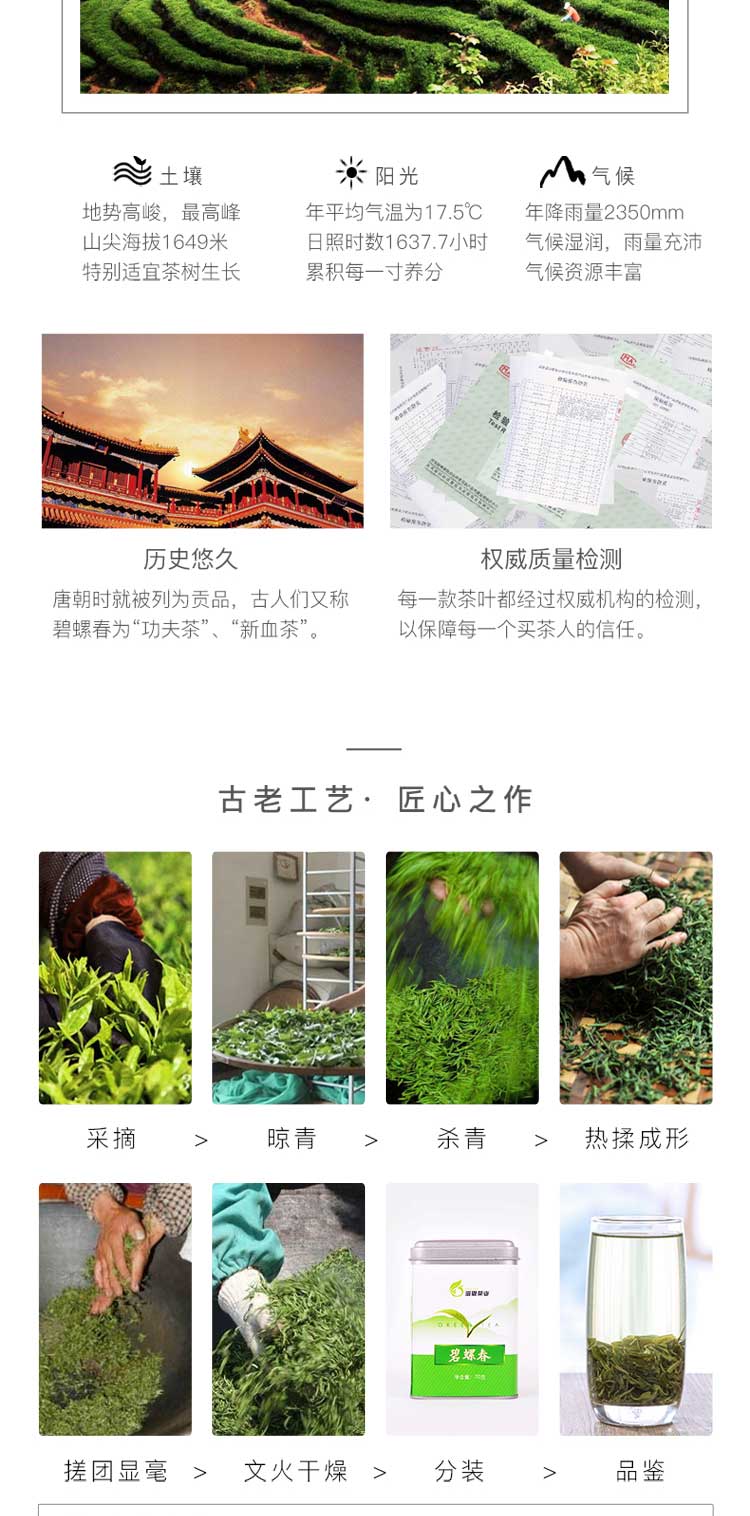 土壤
地势高峻，最高峰
山尖海拔1649米
特别适宜茶树生长
阳光
年平均气温为17.5℃
日照时数1637.7小时
累积每一寸养分
气候
年降雨量2350mm
气候湿润，雨量充沛
气候资源丰富
历史悠久
唐朝时就被列为贡品，古人们又称
碧螺春为“功夫茶”、“新血茶”。
权威质量检测
每一款茶叶都经过权威机构的检测，
以保障每一个买茶人的信任。
古老工艺· 匠心之作
采摘 > 晾青 > 杀青 > 热揉成形
GREEN TEA
碧螺春
搓团显毫 > 文火干燥 > 分装 > 品鉴